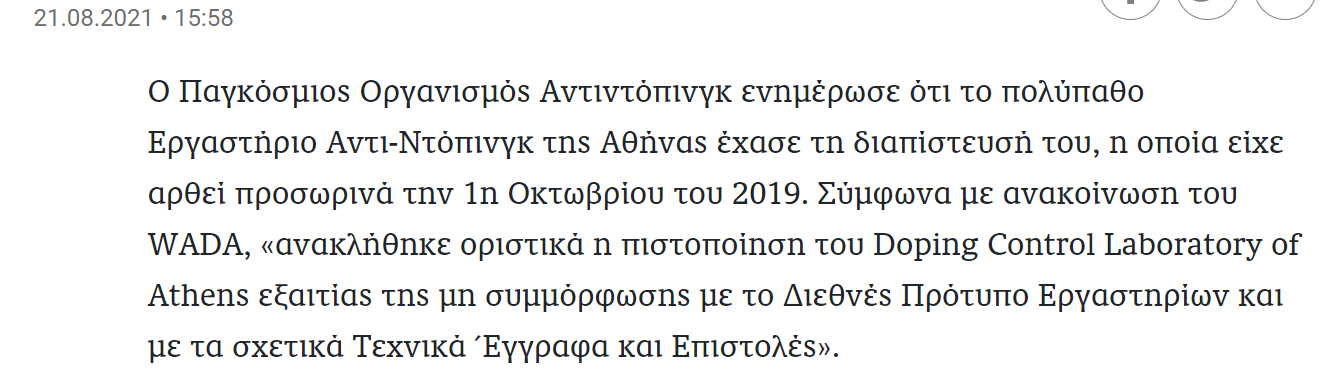 21.08.2021 • 15:58
Ο Παγκόσμιος Οργανισμός Αντιντόπινγκ ενημέρωσε ότι το πολύπαθο
Εργαστήριο Αντι-Ντόπινγκ της Αθήνας έχασε τη διαπίστευσή του, η οποία είχε
αρθεί προσωρινά την 1η Οκτωβρίου του 2019. Σύμφωνα με ανακοίνωση του
WADA, «ανακλήθηκε οριστικά η πιστοποίηση του Doping Control Laboratory of
Athens εξαιτίας της μη συμμόρφωσης με το Διεθνές Πρότυπο Εργαστηρίων και
με τα σχετικά Τεχνικά ´Εγγραφα και Επιστολές».